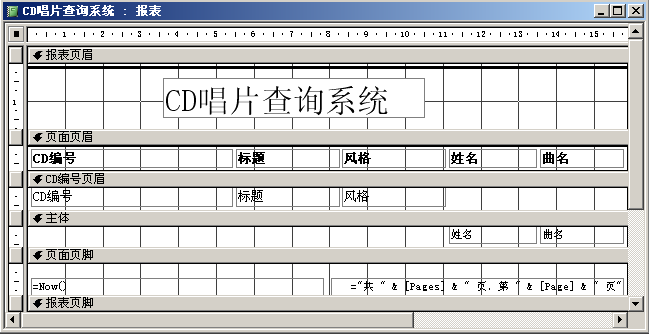 CD唱片查询系统 : 报表
1 2 3 4 5 6 7 8 9 10 11 12 13 14 15
报表页眉
1
CD唱片查询系统
页面页眉
CD编号 标题 风格 姓名 曲名
CD编号页眉
CD编号 标题 风格
主体
姓名 曲名
页面页脚
=Now() ="共 " & [Pages] & " 页，第 " & [Page] & " 页"
报表页脚